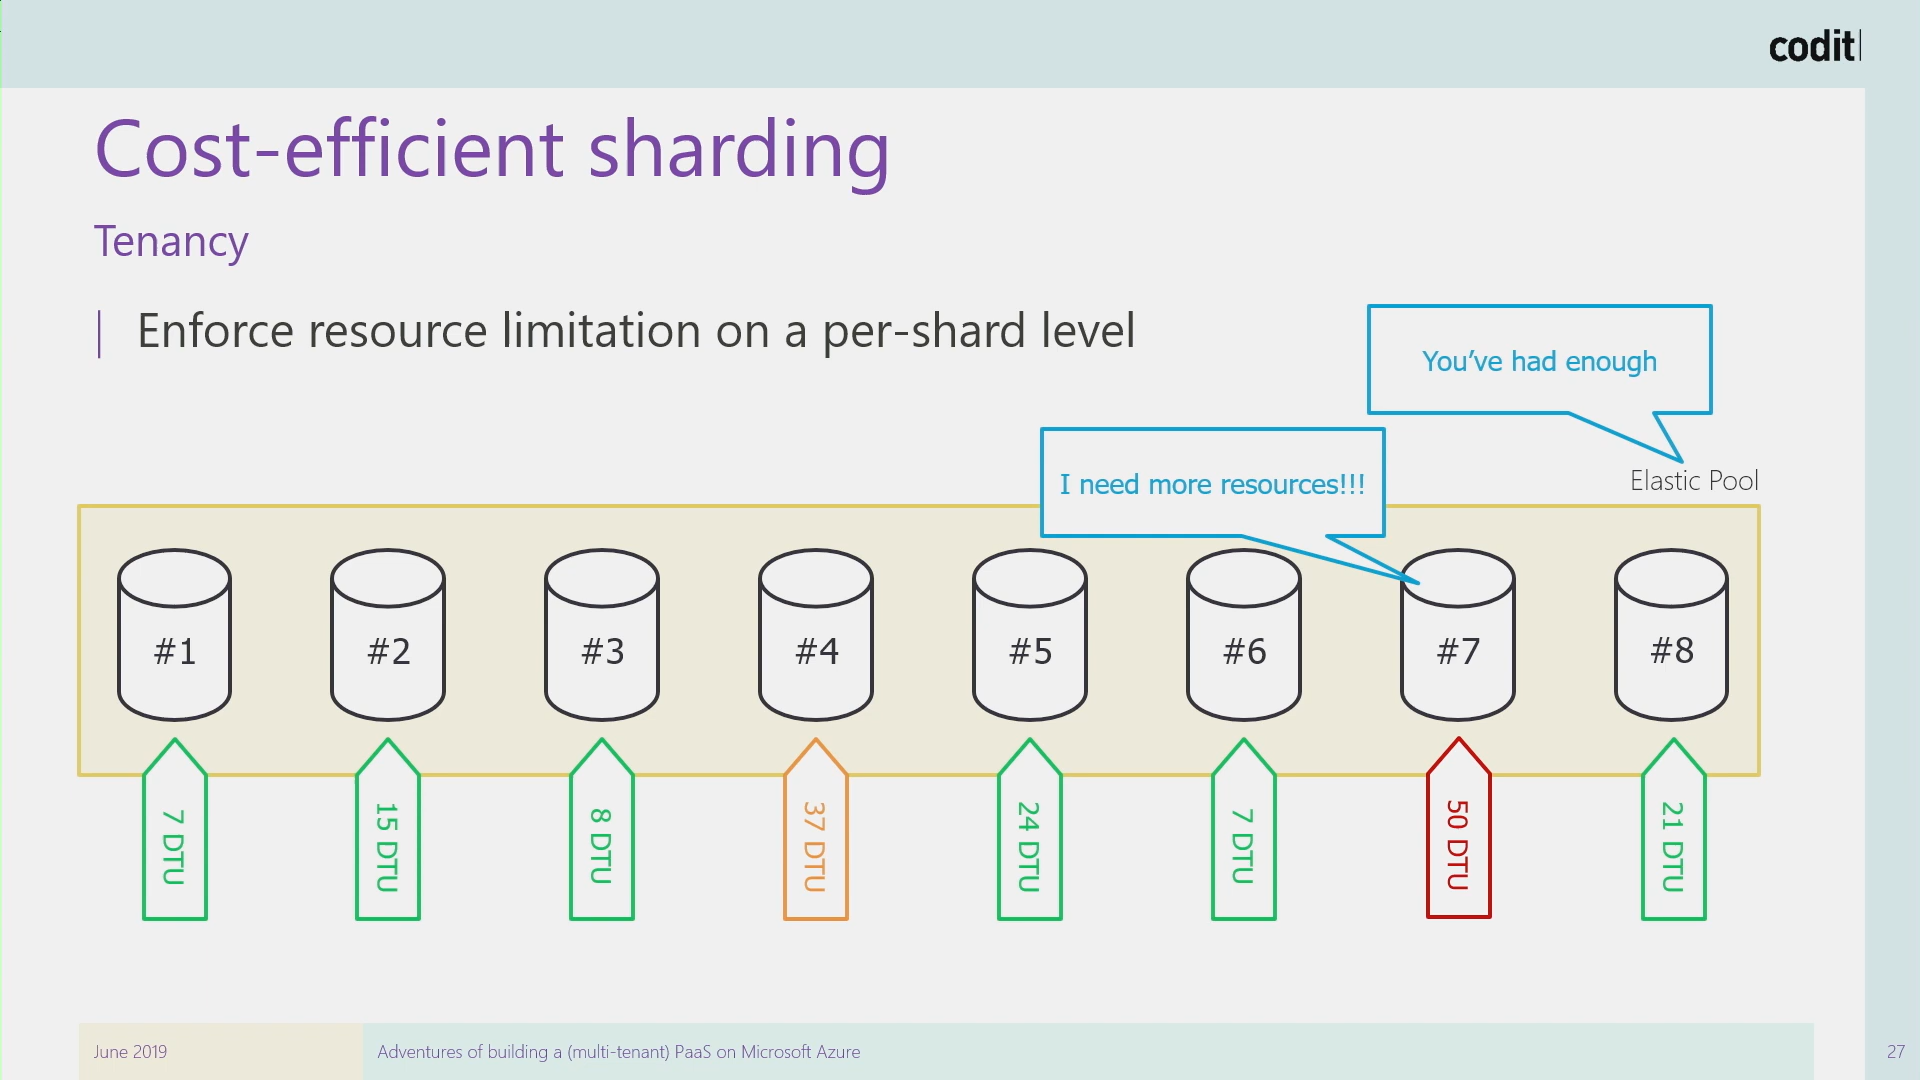 codit
Cost-efficient sharding
Tenancy
Enforce resource limitation on a per-shard level
You've had enough
I need more resources!!!
Elastic Pool
#1
#2
#3
#4
#5
#6
#7
#8
7 DTU
15 DTU
8 DTU
37 DTU
24 DTU
7 DTU
50 DTU
21 DTU
June 2019
Adventures of building a (multi-tenant) PaaS on Microsoft Azure
27